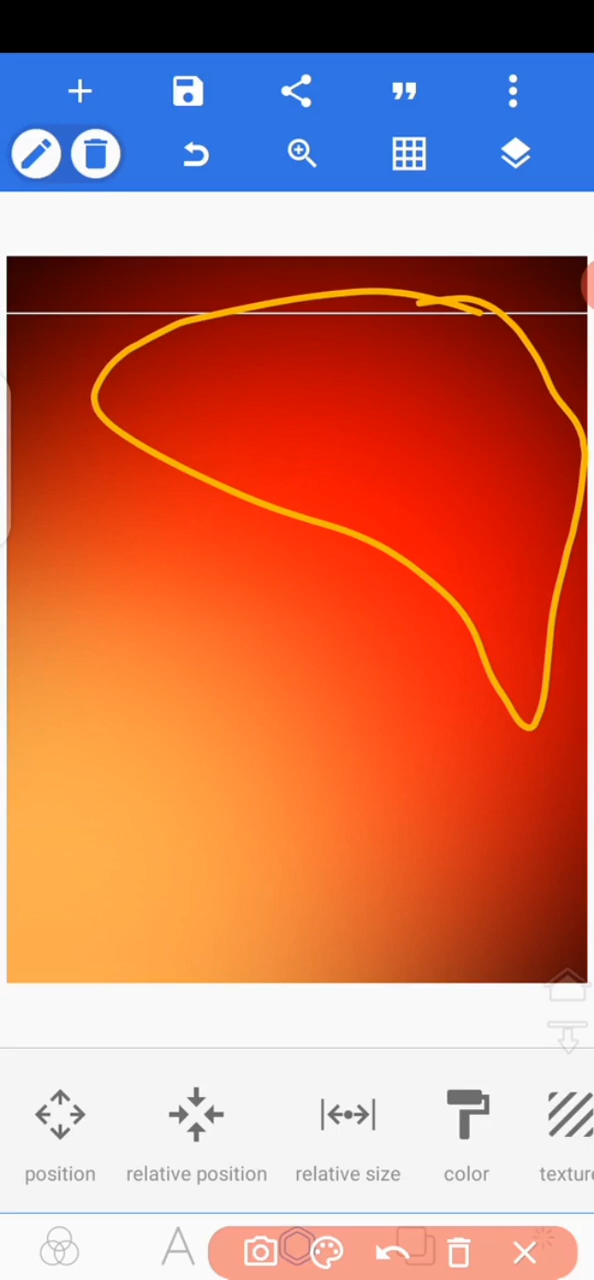 position
relative position
relative size
color
texture